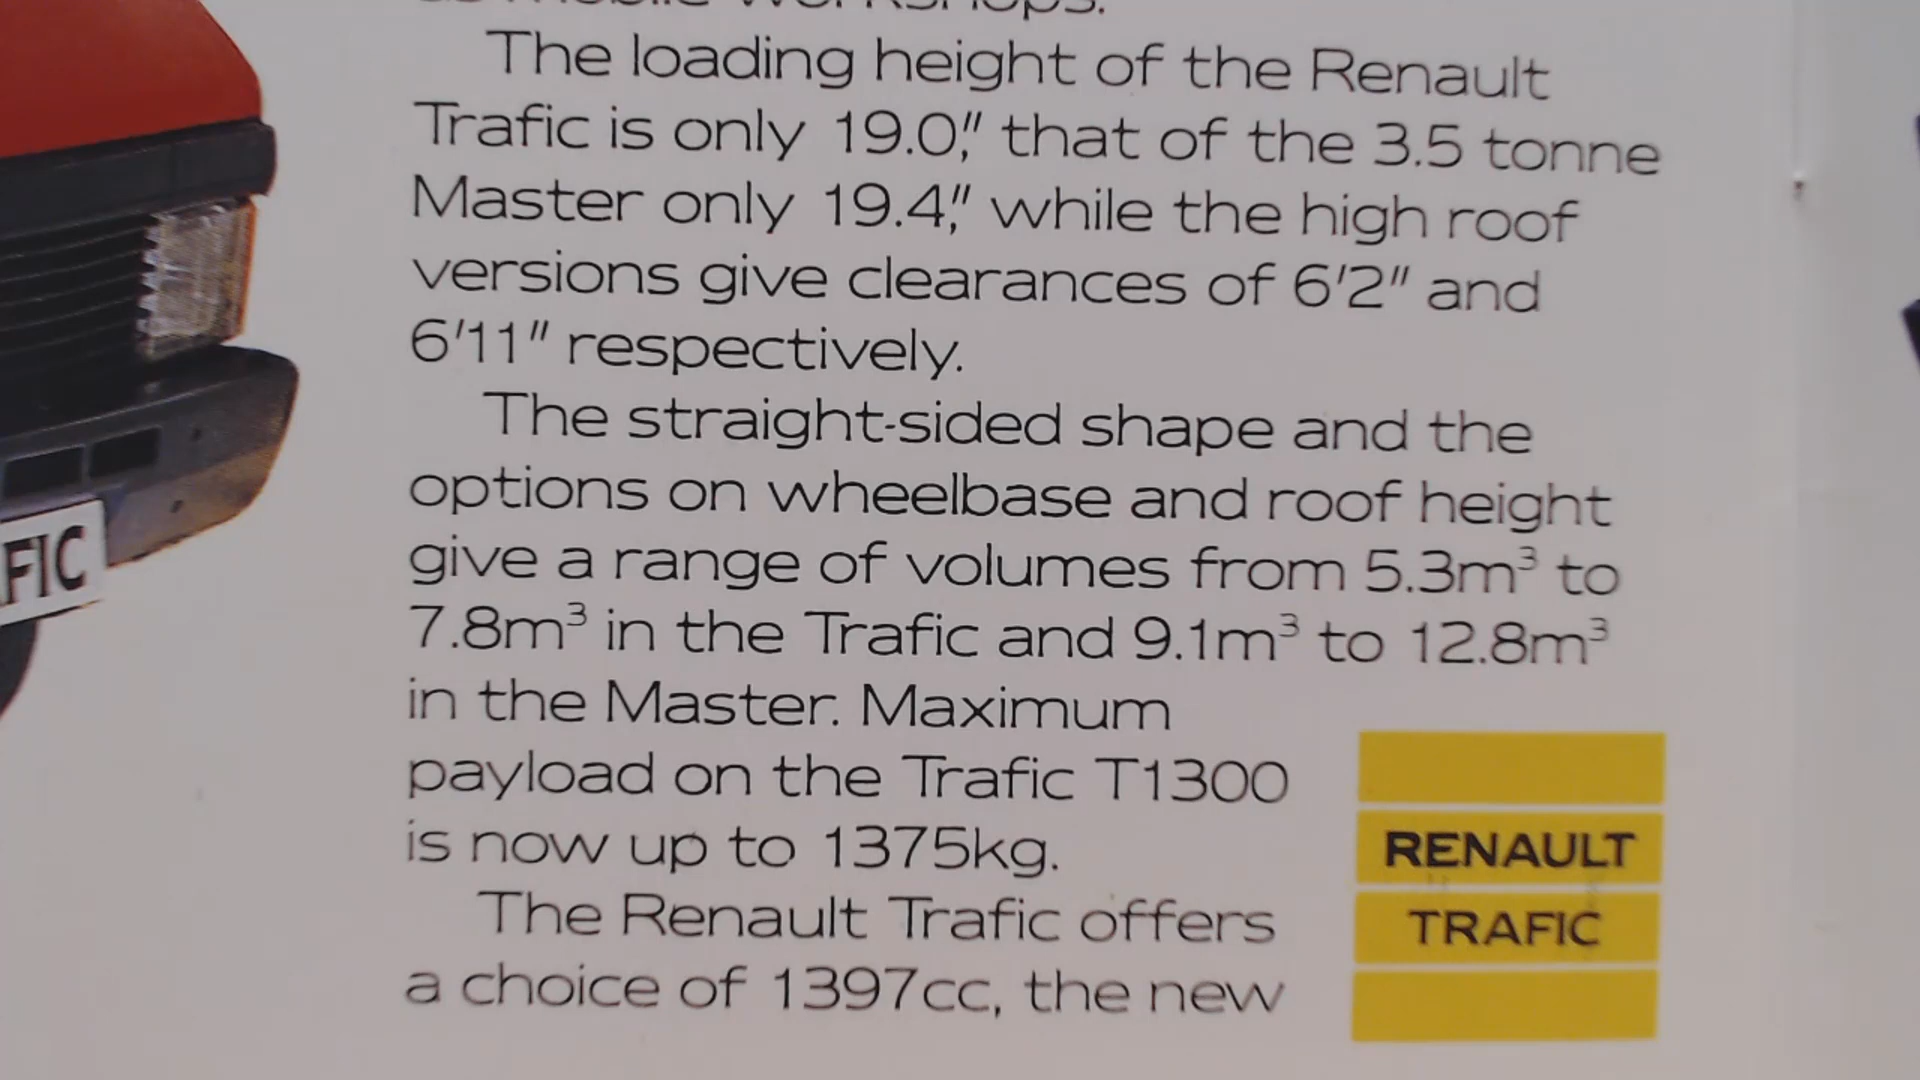 as mobile workshops.
The loading height of the Renault
Trafic is only 19.0," that of the 3.5 tonne
Master only 19.4," while the high roof
versions give clearances of 6'2" and
6'11" respectively.
The straight-sided shape and the
options on wheelbase and roof height
give a range of volumes from 5.3m³ to
7.8m³ in the Trafic and 9.1m³ to 12.8m³
in the Master. Maximum
payload on the Trafic T1300
is now up to 1375kg.
The Renault Trafic offers
a choice of 1397cc, the new
RENAULT
TRAFIC
FIC